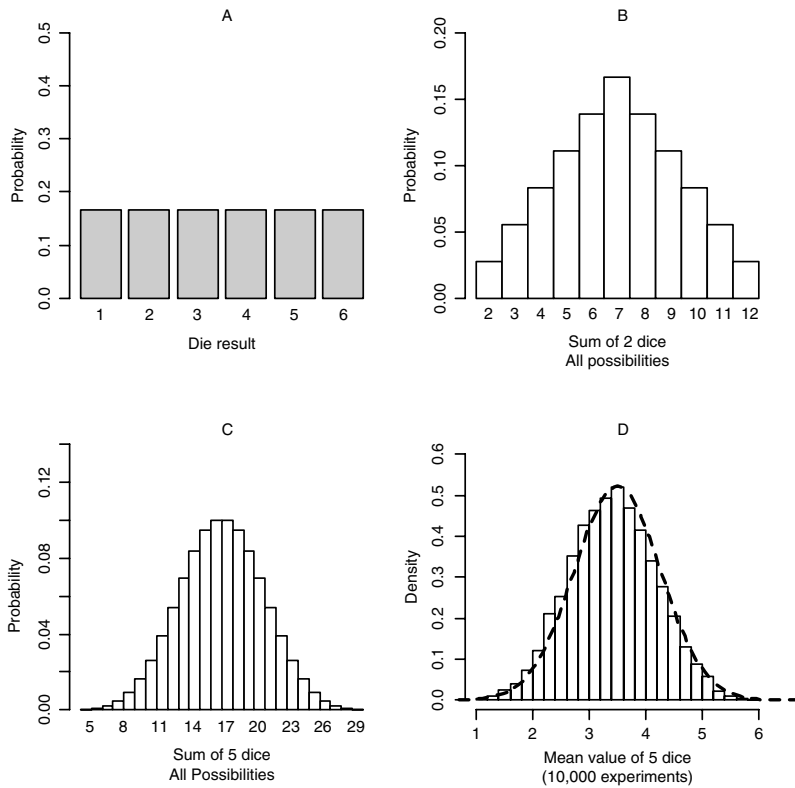 A
0.5
0.4
0.3
0.2
0.1
0.0
Probability
1 2 3 4 5 6
Die result
B
0.20
0.15
0.10
0.05
0.00
Probability
2 3 4 5 6 7 8 9 10 11 12
Sum of 2 dice
All possibilities
C
0.12
0.08
0.04
0.00
Probability
5 8 11 14 17 20 23 26 29
Sum of 5 dice
All Possibilities
D
0.6
0.5
0.4
0.3
0.2
0.1
0.0
Density
1 2 3 4 5 6
Mean value of 5 dice
(10,000 experiments)